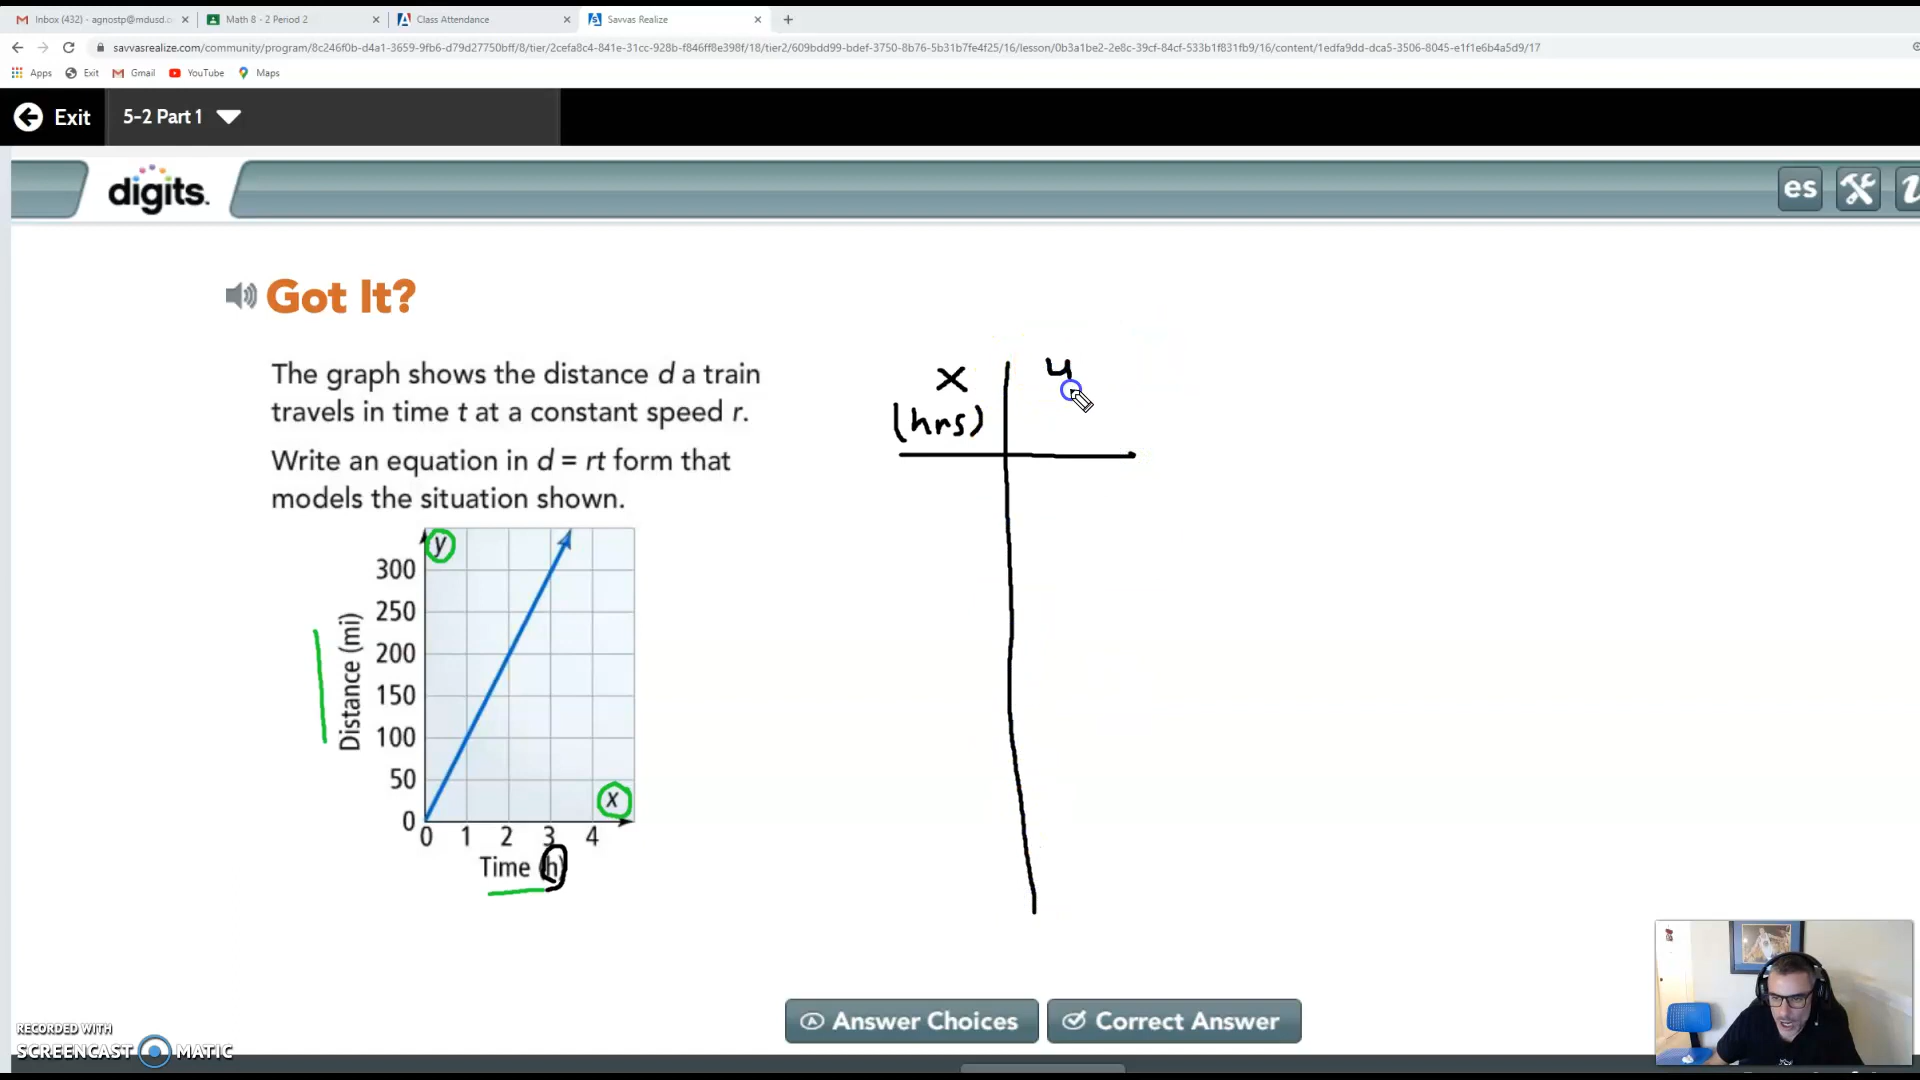 Inbox (432) - agnostp@mdusd.o
Math 8 - 2 Period 2
Class Attendance
Savvas Realize
savvasrealize.com/community/program/8c246f0b-d4a1-3659-9fb6-d79d27750bff/8/tier/2cefa8c4-841e-31cc-928b-f846ff8e398f/18/tier2/609bdd99-bdef-3750-8b76-5b31b7fe4f25/16/lesson/0b3a1be2-2e8c-39cf-84cf-533b1f831fb9/16/content/1edfa9dd-dca5-3506-8045-e1f1e6b4a5d9/17
Apps Exit Gmail YouTube Maps
Exit 5-2 Part 1
digits.
es
Got It?
The graph shows the distance d a train
travels in time t at a constant speed r.
Write an equation in d = rt form that
models the situation shown.
y
300
250
200
150
100
50
0
Distance (mi)
x
0 1 2 3 4
Time (h)
x y
(hrs)
Answer Choices
Correct Answer
RECORDED WITH
SCREENCAST MATIC